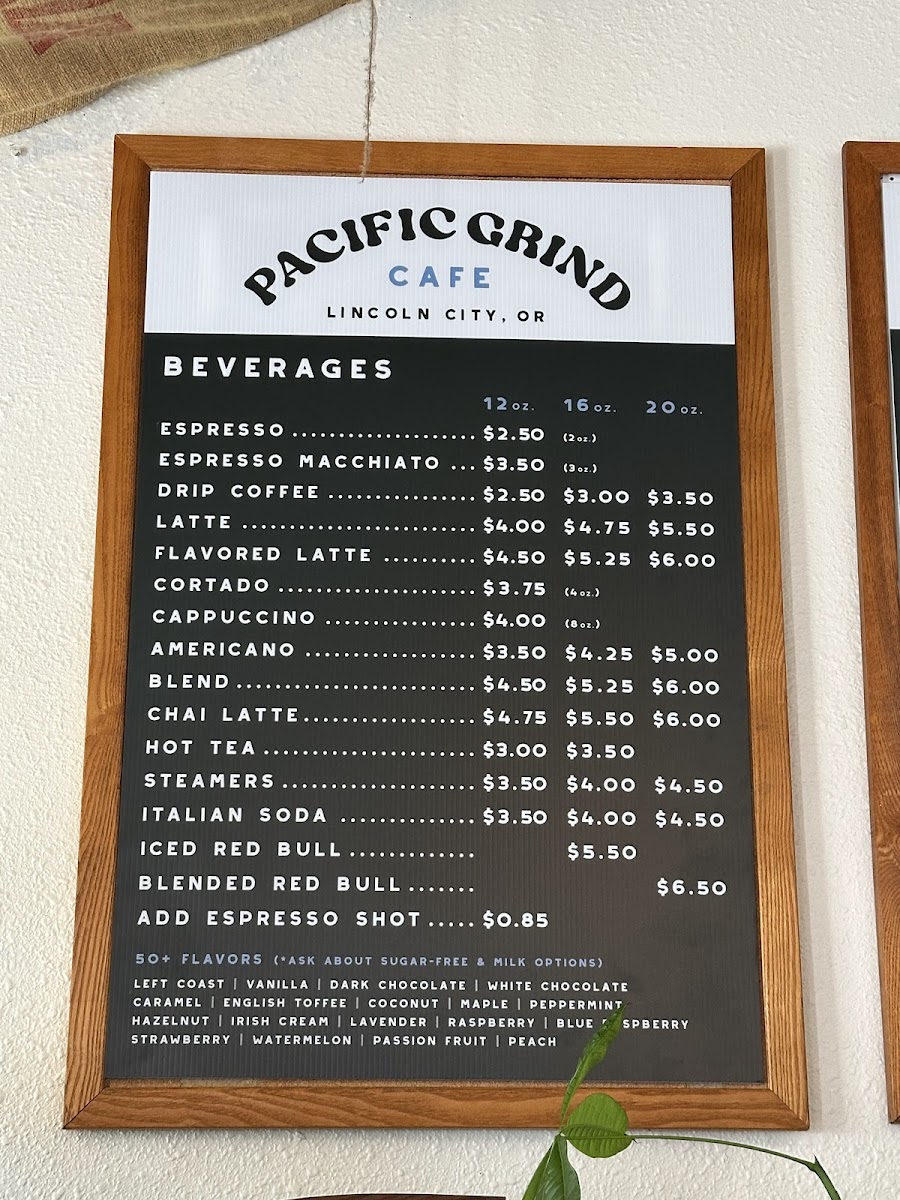 PACIFIC GRIND
CAFE
LINCOLN CITY, OR
BEVERAGES
12 oz. 16 oz. 20 oz.
ESPRESSO .................... $2.50 (2 oz.)
ESPRESSO MACCHIATO ... $3.50 (3 oz.)
DRIP COFFEE ................ $2.50 $3.00 $3.50
LATTE ......................... $4.00 $4.75 $5.50
FLAVORED LATTE .......... $4.50 $5.25 $6.00
CORTADO ...................... $3.75 (4 oz.)
CAPPUCCINO ................. $4.00 (8 oz.)
AMERICANO ................... $3.50 $4.25 $5.00
BLEND .......................... $4.50 $5.25 $6.00
CHAI LATTE................... $4.75 $5.50 $6.00
HOT TEA ....................... $3.00 $3.50
STEAMERS ..................... $3.50 $4.00 $4.50
ITALIAN SODA ............... $3.50 $4.00 $4.50
ICED RED BULL .............. $5.50
BLENDED RED BULL ....... $6.50
ADD ESPRESSO SHOT ..... $0.85
50+ FLAVORS (*ASK ABOUT SUGAR-FREE & MILK OPTIONS)
LEFT COAST | VANILLA | DARK CHOCOLATE | WHITE CHOCOLATE
CARAMEL | ENGLISH TOFFEE | COCONUT | MAPLE | PEPPERMINT
HAZELNUT | IRISH CREAM | LAVENDER | RASPBERRY | BLUE RASPBERRY
STRAWBERRY | WATERMELON | PASSION FRUIT | PEACH